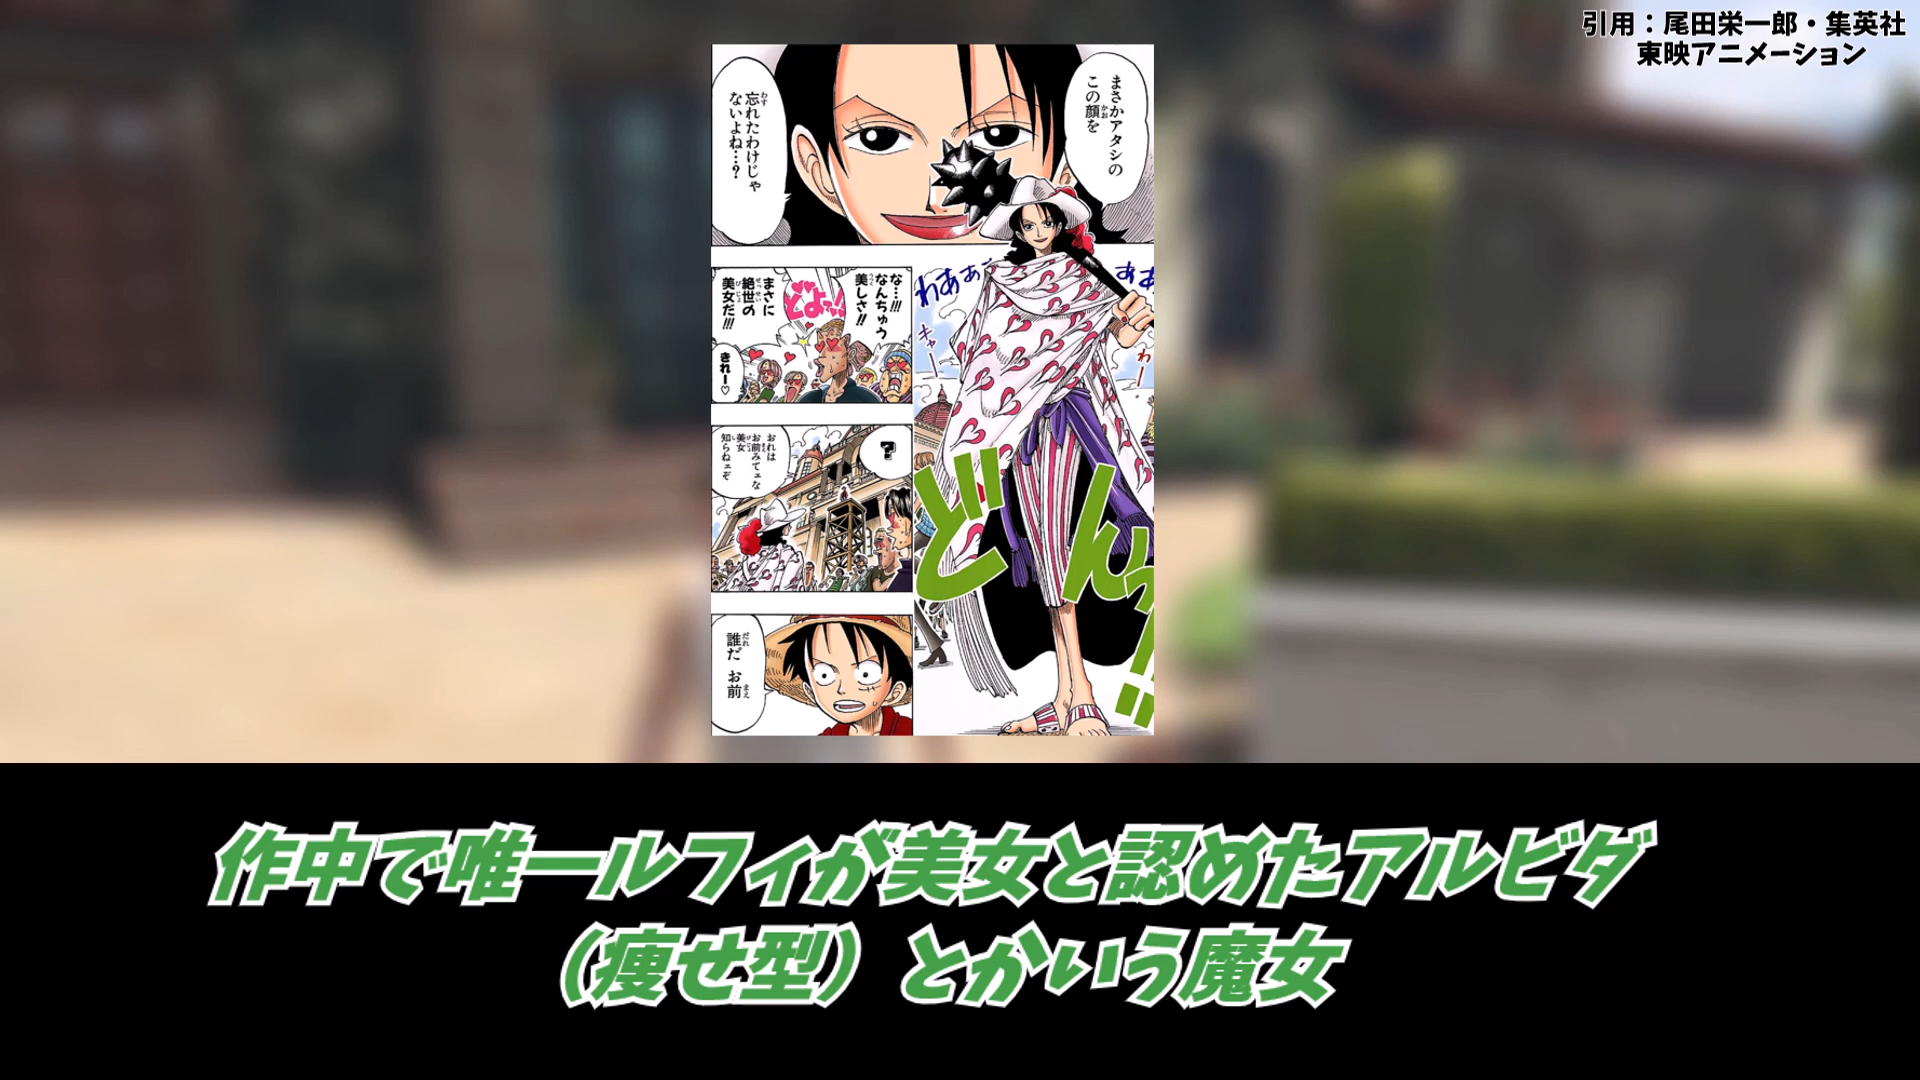 引用：尾田栄一郎・集英社
東映アニメーション
まさかアタシの
この顔を
忘れたわけじゃ
ないよね…？
な…!!!
なんちゅう
美しさ!!
どよっ!!
まさに
絶世の
美女だ!!!
きれー♡
わあああ
ああ
キャー
わー
？
おれは
お前みてェな
美女
知らねェぞ
誰だ お前
どんっ!!
作中で唯一ルフィが美女と認めたアルビダ
（痩せ型）とかいう魔女